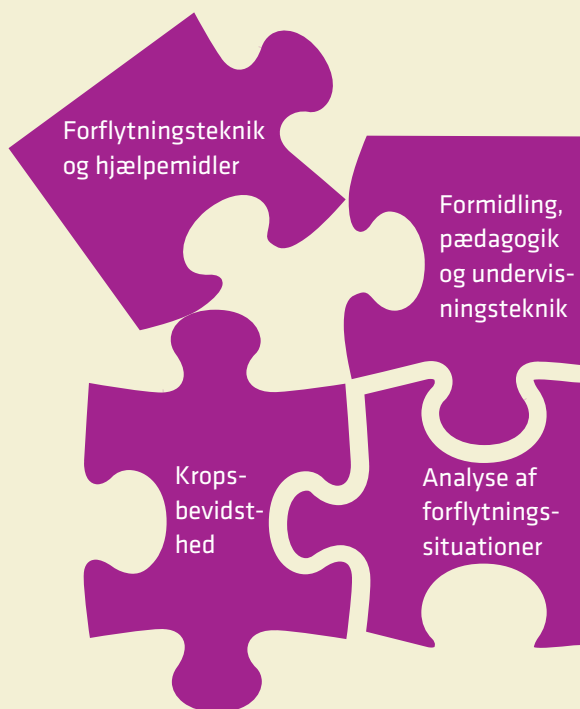 Forflytningsteknik
og hjælpemidler
Formidling,
pædagogik
og undervis-
ningsteknik
Krops-
bevidst-
hed
Analyse af
forflytnings-
situationer